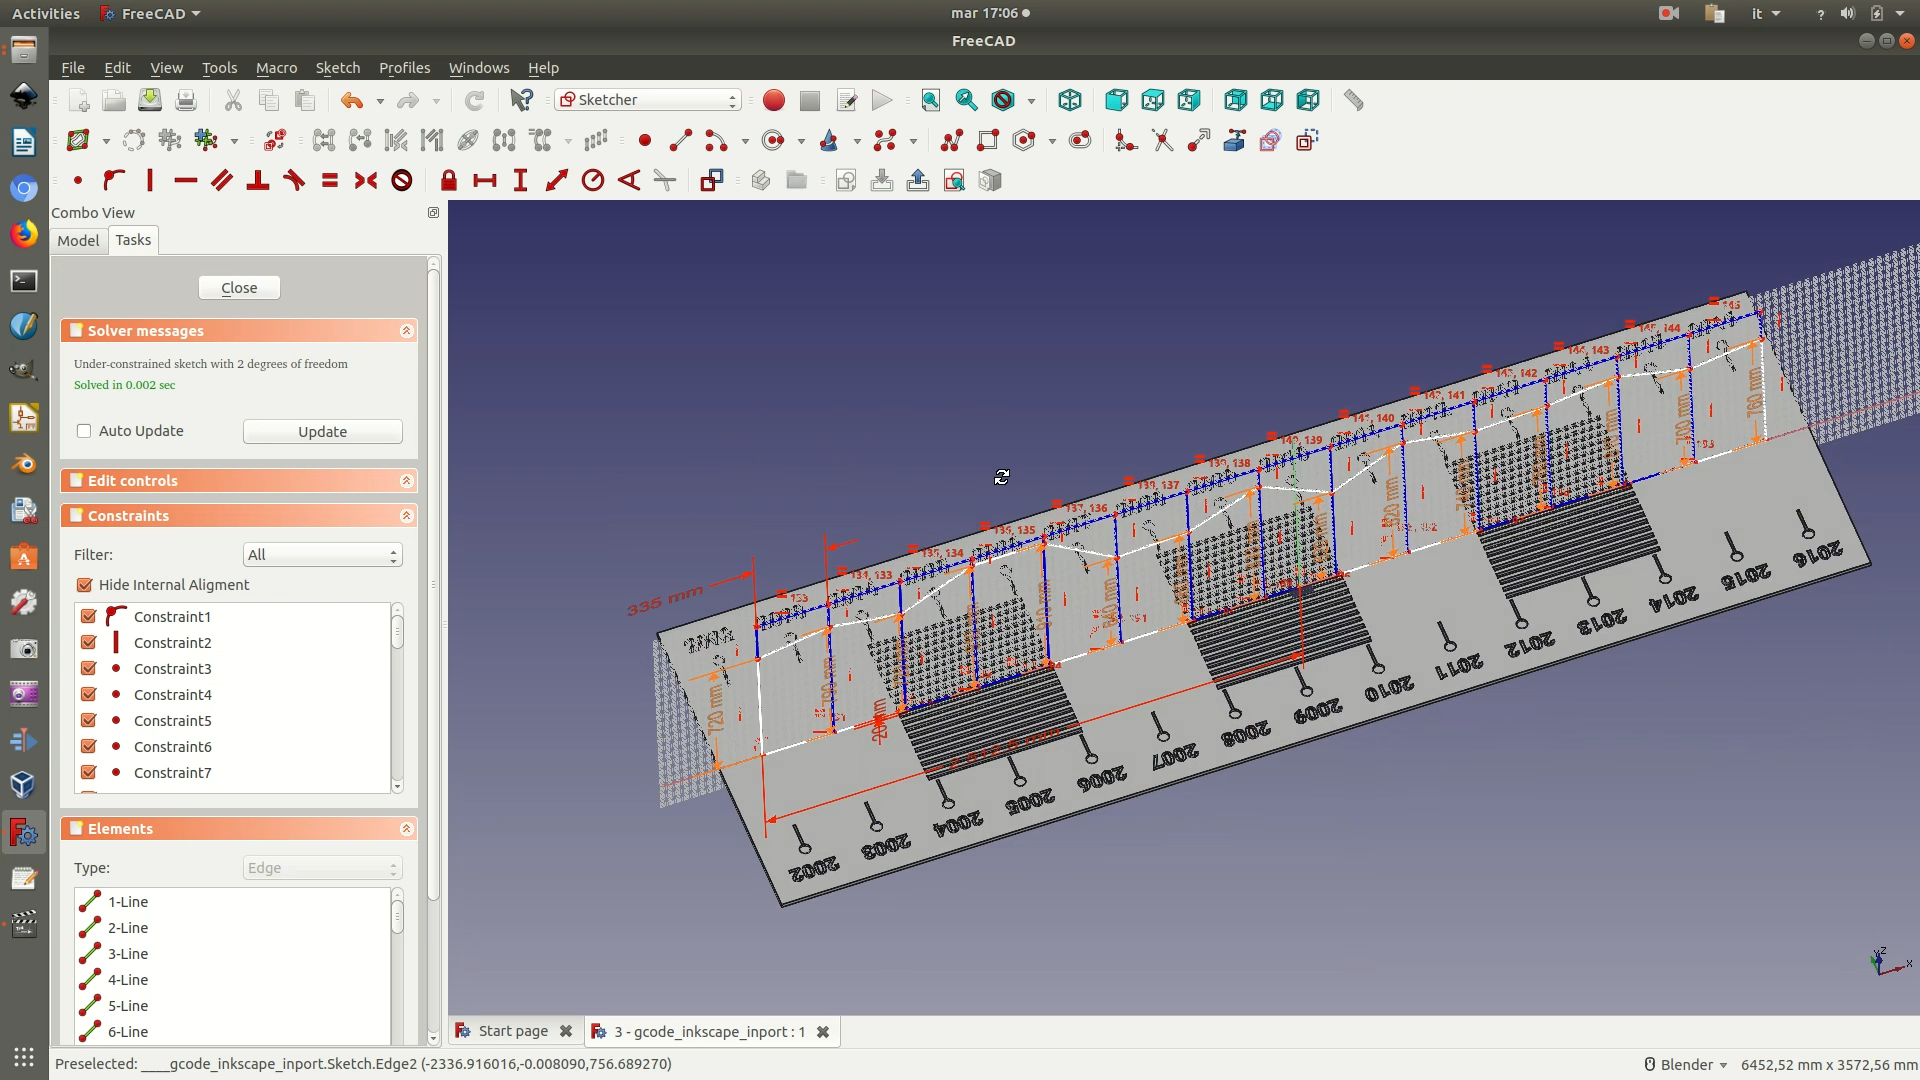 Activities FreeCAD mar 17:06 it ?
FreeCAD
File Edit View Tools Macro Sketch Profiles Windows Help
Sketcher
Combo View
Model Tasks
Close
Solver messages
Under-constrained sketch with 2 degrees of freedom
Solved in 0.002 sec
Auto Update Update
Edit controls
Constraints
Filter: All
Hide Internal Aligment
Constraint1
Constraint2
Constraint3
Constraint4
Constraint5
Constraint6
Constraint7
Elements
Type: Edge
1-Line
2-Line
3-Line
4-Line
5-Line
6-Line
335 mm
720 mm
780 mm
2002
2003
2004
2005
2006
2007
2008
2009
2010
2011
2012
2013
2014
2015
2016
Start page 3 - gcode_inkscape_inport : 1
Preselected: ____gcode_inkscape_inport.Sketch.Edge2 (-2336.916016,-0.008090,756.689270) Blender 6452,52 mm x 3572,56 mm